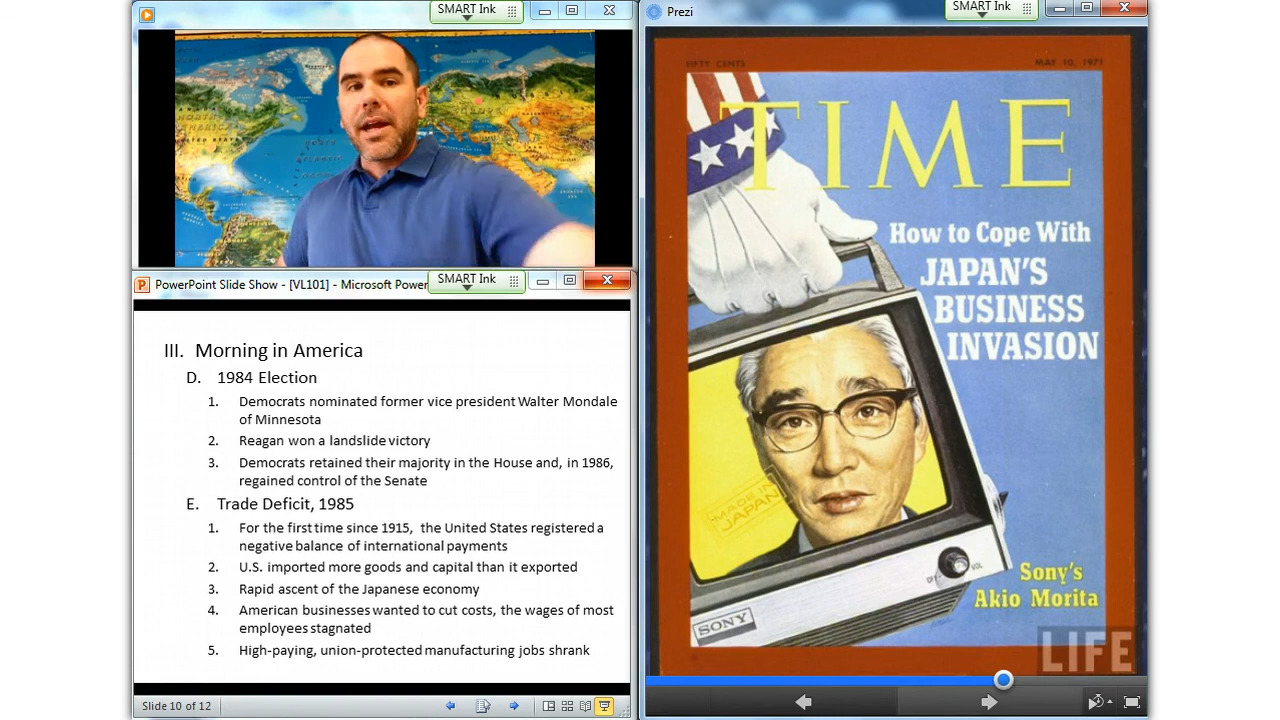 SMART Ink
PowerPoint Slide Show - [VL101] - Microsoft Power
SMART Ink
III. Morning in America
D. 1984 Election
1. Democrats nominated former vice president Walter Mondale
of Minnesota
2. Reagan won a landslide victory
3. Democrats retained their majority in the House and, in 1986,
regained control of the Senate
E. Trade Deficit, 1985
1. For the first time since 1915, the United States registered a
negative balance of international payments
2. U.S. imported more goods and capital than it exported
3. Rapid ascent of the Japanese economy
4. American businesses wanted to cut costs, the wages of most
employees stagnated
5. High-paying, union-protected manufacturing jobs shrank
Slide 10 of 12
Prezi
SMART Ink
FIFTY CENTS
MAY 10, 1971
TIME
How to Cope With
JAPAN'S
BUSINESS
INVASION
MADE IN
JAPAN
OFF
VOL
Sony's
Akio Morita
SONY
LIFE